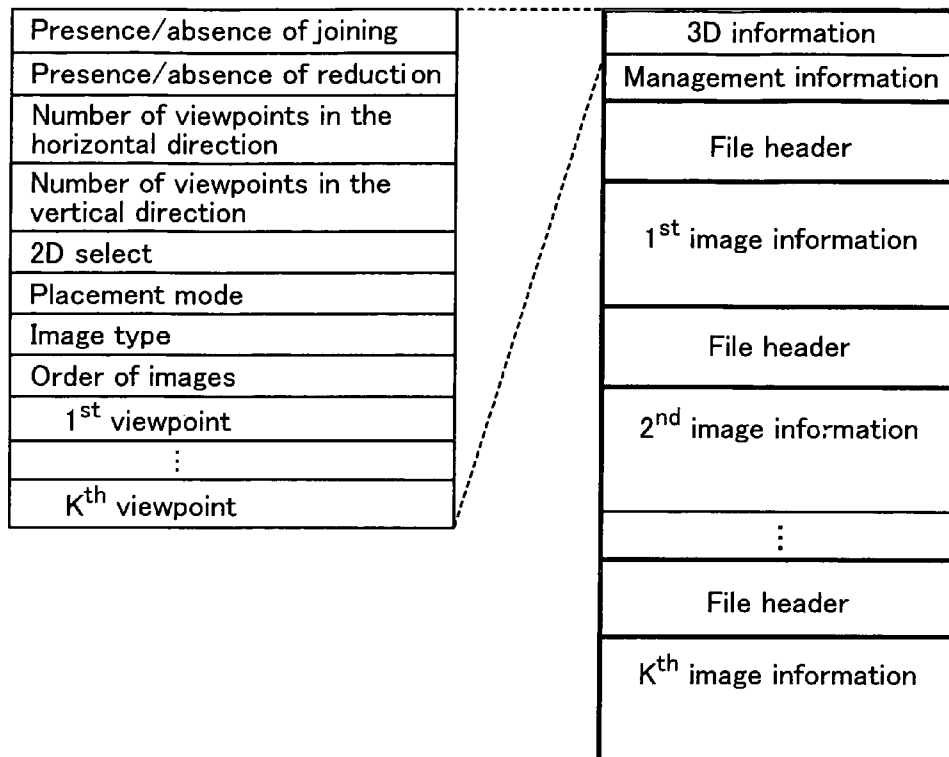 Presence/absence of joining
Presence/absence of reduction
Number of viewpoints in the
horizontal direction
Number of viewpoints in the
vertical direction
2D select
Placement mode
Image type
Order of images
1st viewpoint
⋮
Kth viewpoint
3D information
Management information
File header
1st image information
File header
2nd image information
⋮
File header
Kth image information